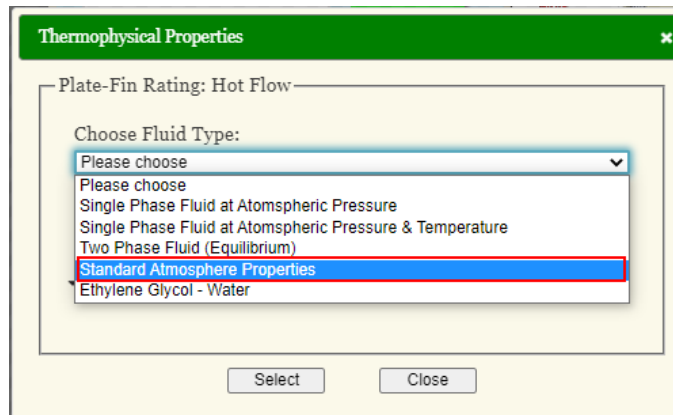 Thermophysical Properties
Plate-Fin Rating: Hot Flow
Choose Fluid Type:
Please choose
Please choose
Single Phase Fluid at Atomspheric Pressure
Single Phase Fluid at Atomspheric Pressure & Temperature
Two Phase Fluid (Equilibrium)
Standard Atmosphere Properties
Ethylene Glycol - Water
Select Close